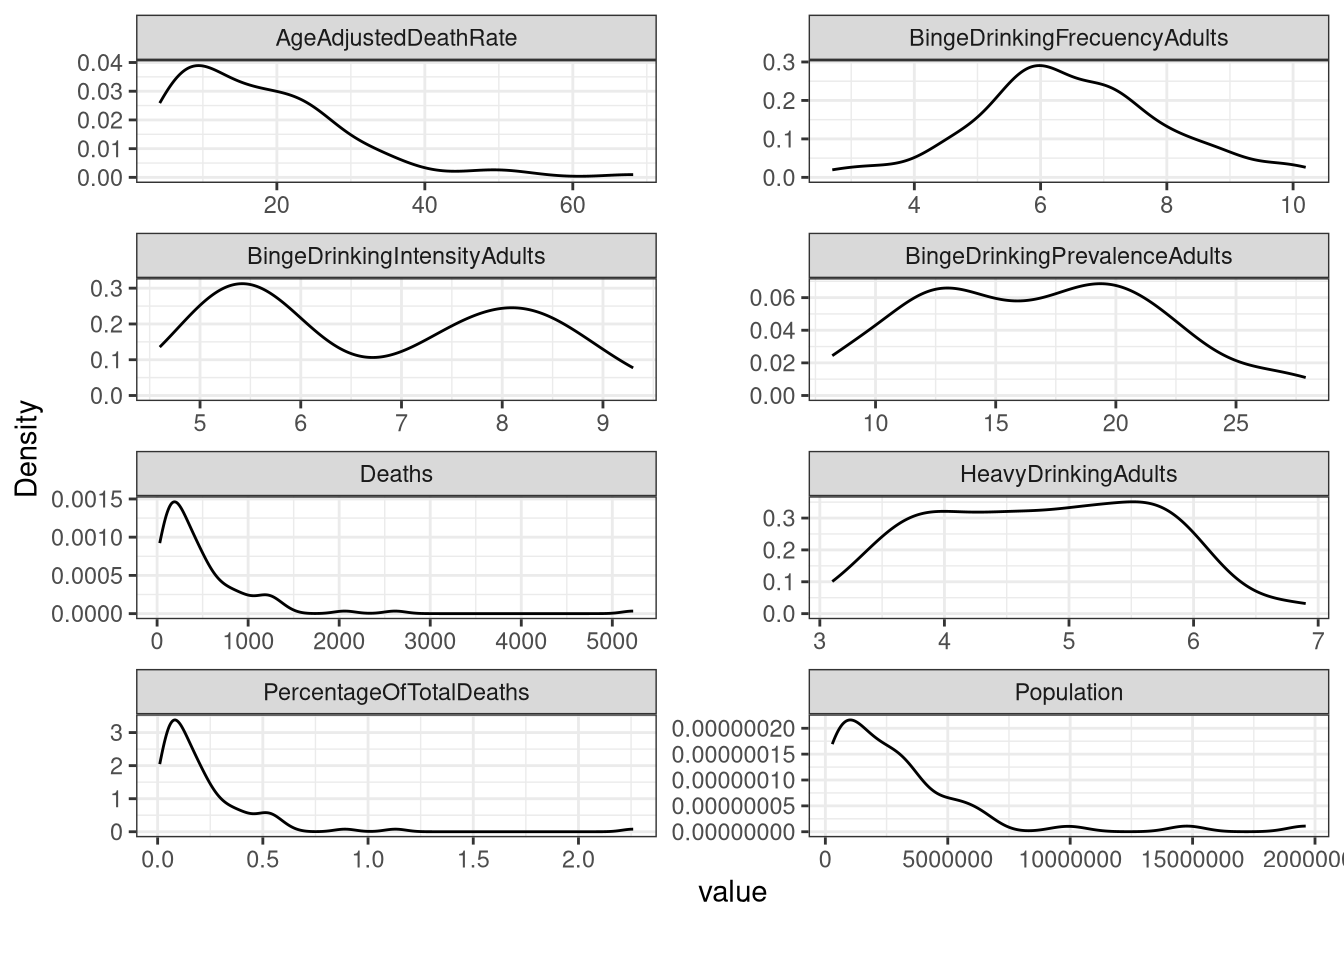 AgeAdjustedDeathRate
0.04
0.03
0.02
0.01
0.00
20 40 60
BingeDrinkingFrecuencyAdults
0.3
0.2
0.1
0.0
4 6 8 10
BingeDrinkingIntensityAdults
0.3
0.2
0.1
0.0
5 6 7 8 9
BingeDrinkingPrevalenceAdults
0.06
0.04
0.02
0.00
10 15 20 25
Density
Deaths
0.0015
0.0010
0.0005
0.0000
0 1000 2000 3000 4000 5000
HeavyDrinkingAdults
0.3
0.2
0.1
0.0
3 4 5 6 7
PercentageOfTotalDeaths
3
2
1
0
0.0 0.5 1.0 1.5 2.0
Population
0.00000020
0.00000015
0.00000010
0.00000005
0.00000000
0 5000000 10000000 15000000
value